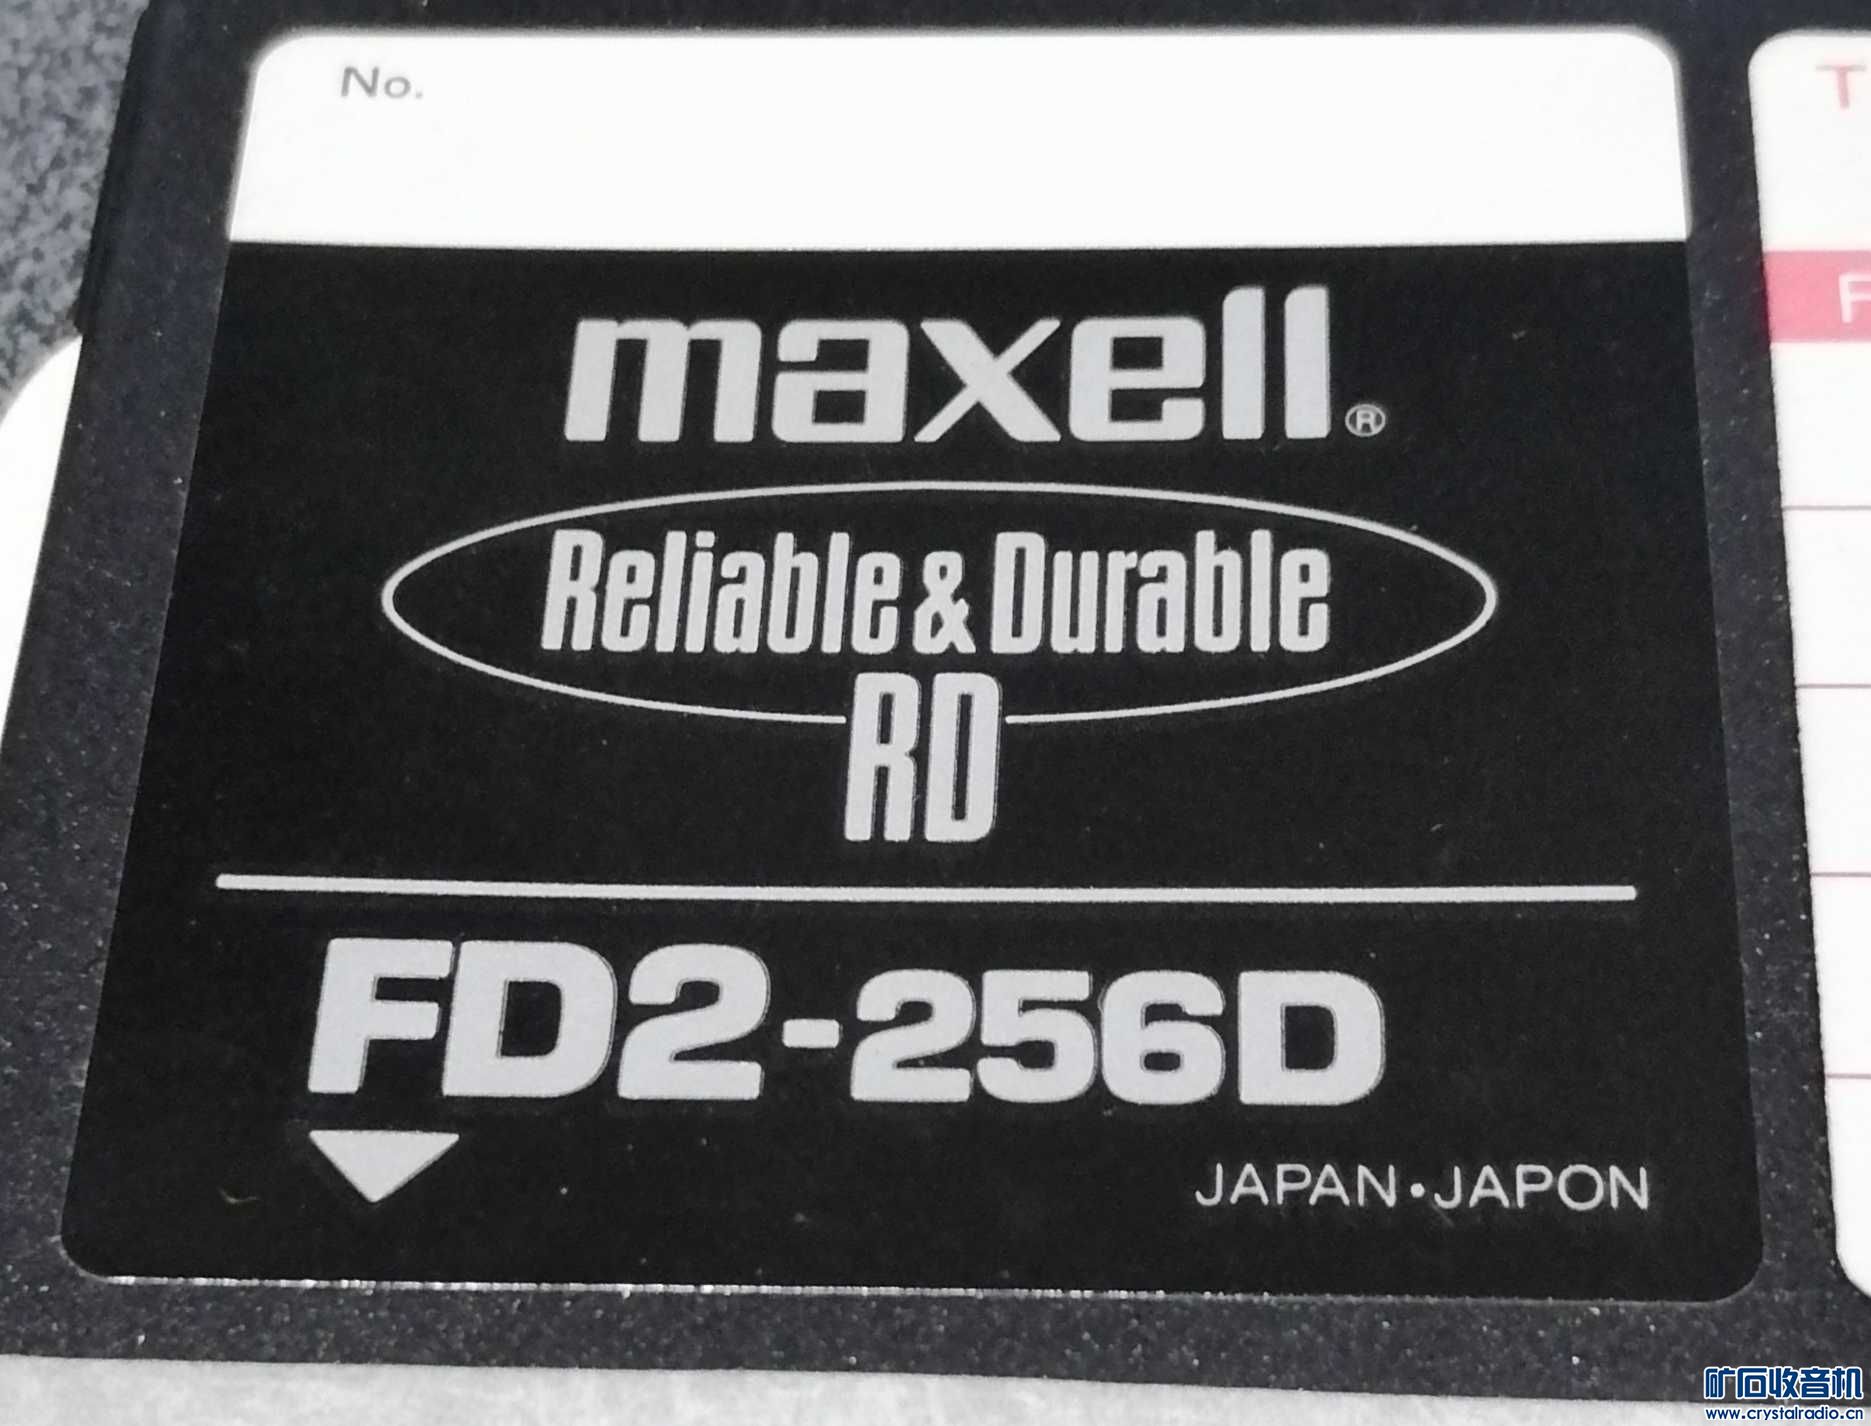 No.
maxell®
Reliable & Durable
RD
FD2-256D
JAPAN・JAPON
T
F
矿石收音机
www.crystalradio.cn